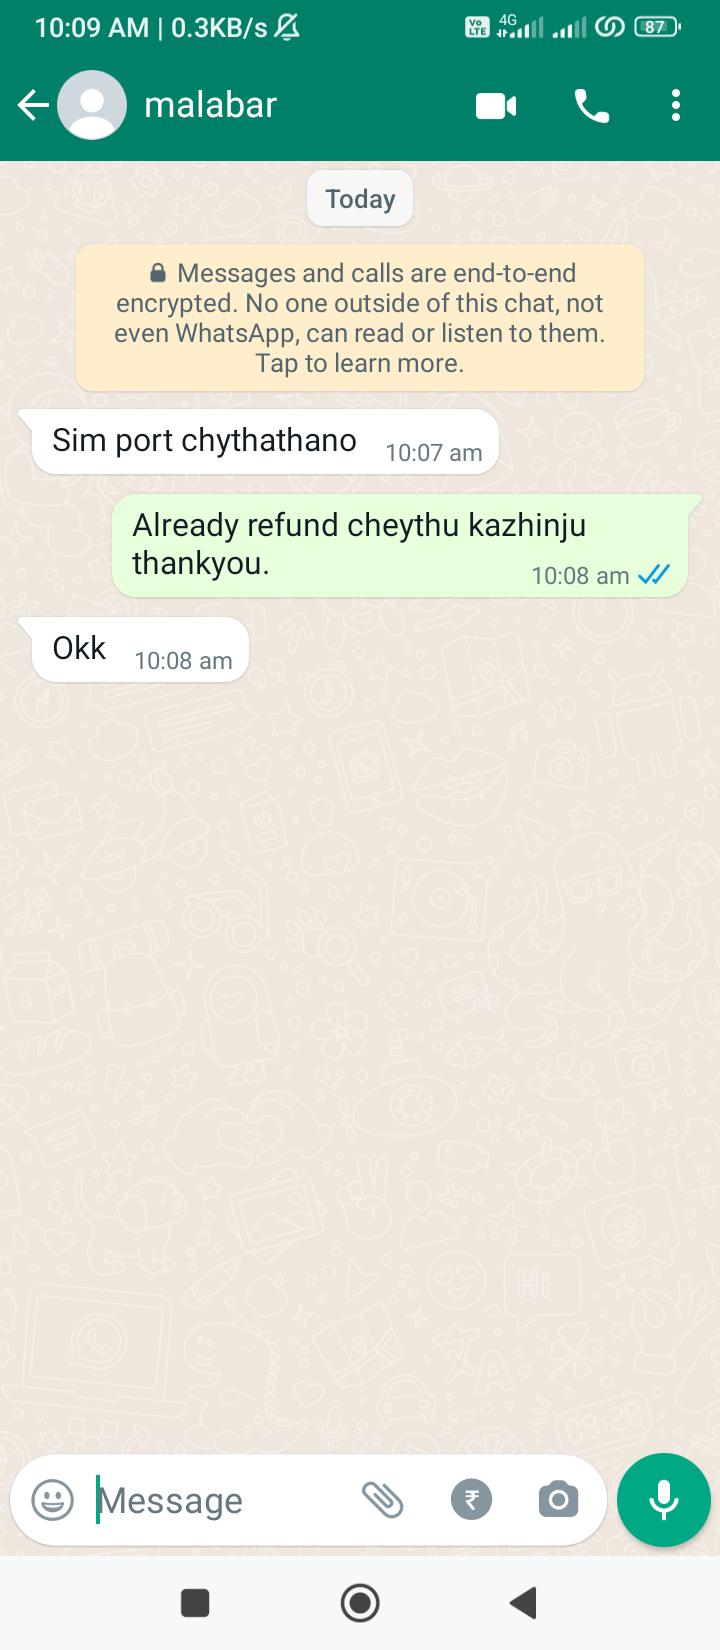 10:09 AM | 0.3KB/s
Vo LTE 4G 87
malabar
Today
Messages and calls are end-to-end
encrypted. No one outside of this chat, not
even WhatsApp, can read or listen to them.
Tap to learn more.
Sim port chythathano 10:07 am
Already refund cheythu kazhinju
thankyou. 10:08 am
Okk 10:08 am
Hi
09:28
Message
₹